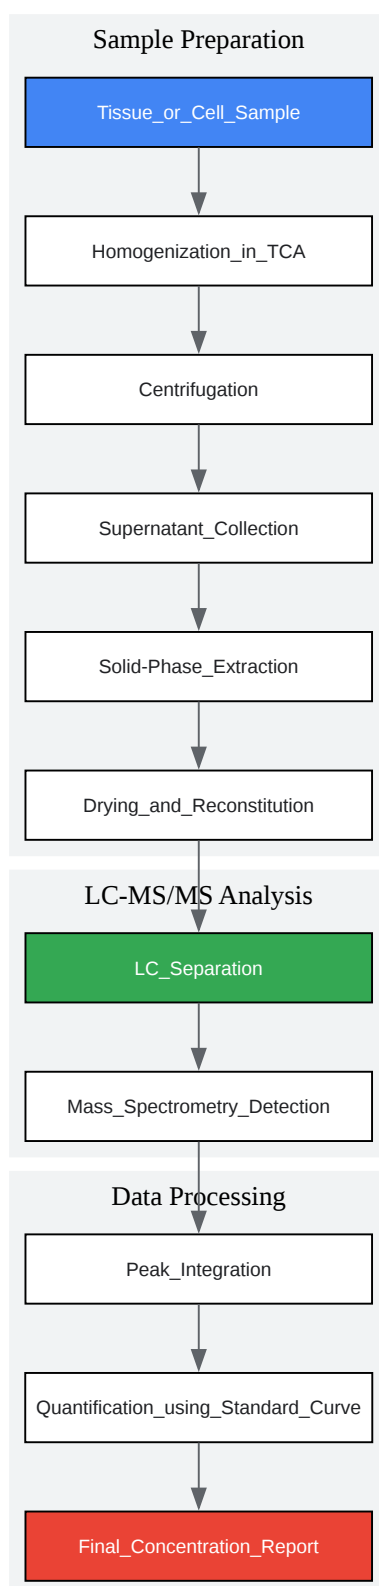 Sample Preparation
Tissue_or_Cell_Sample
Homogenization_in_TCA
Centrifugation
Supernatant_Collection
Solid-Phase_Extraction
Drying_and_Reconstitution
LC-MS/MS Analysis
LC_Separation
Mass_Spectrometry_Detection
Data Processing
Peak_Integration
Quantification_using_Standard_Curve
Final_Concentration_Report